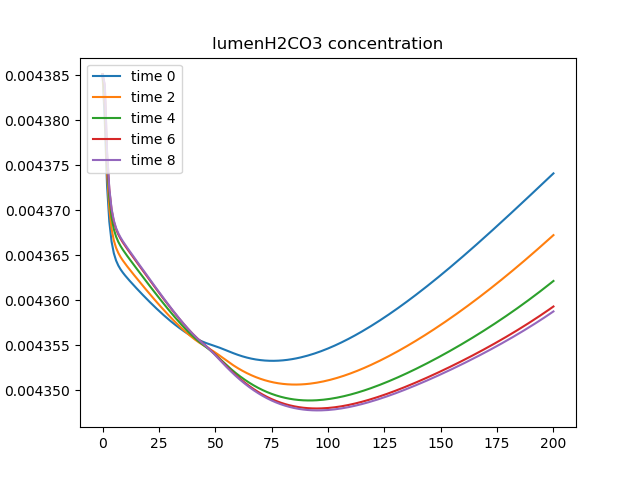 lumenH2CO3 concentration
time 0
time 2
time 4
time 6
time 8
0.004385
0.004380
0.004375
0.004370
0.004365
0.004360
0.004355
0.004350
0 25 50 75 100 125 150 175 200